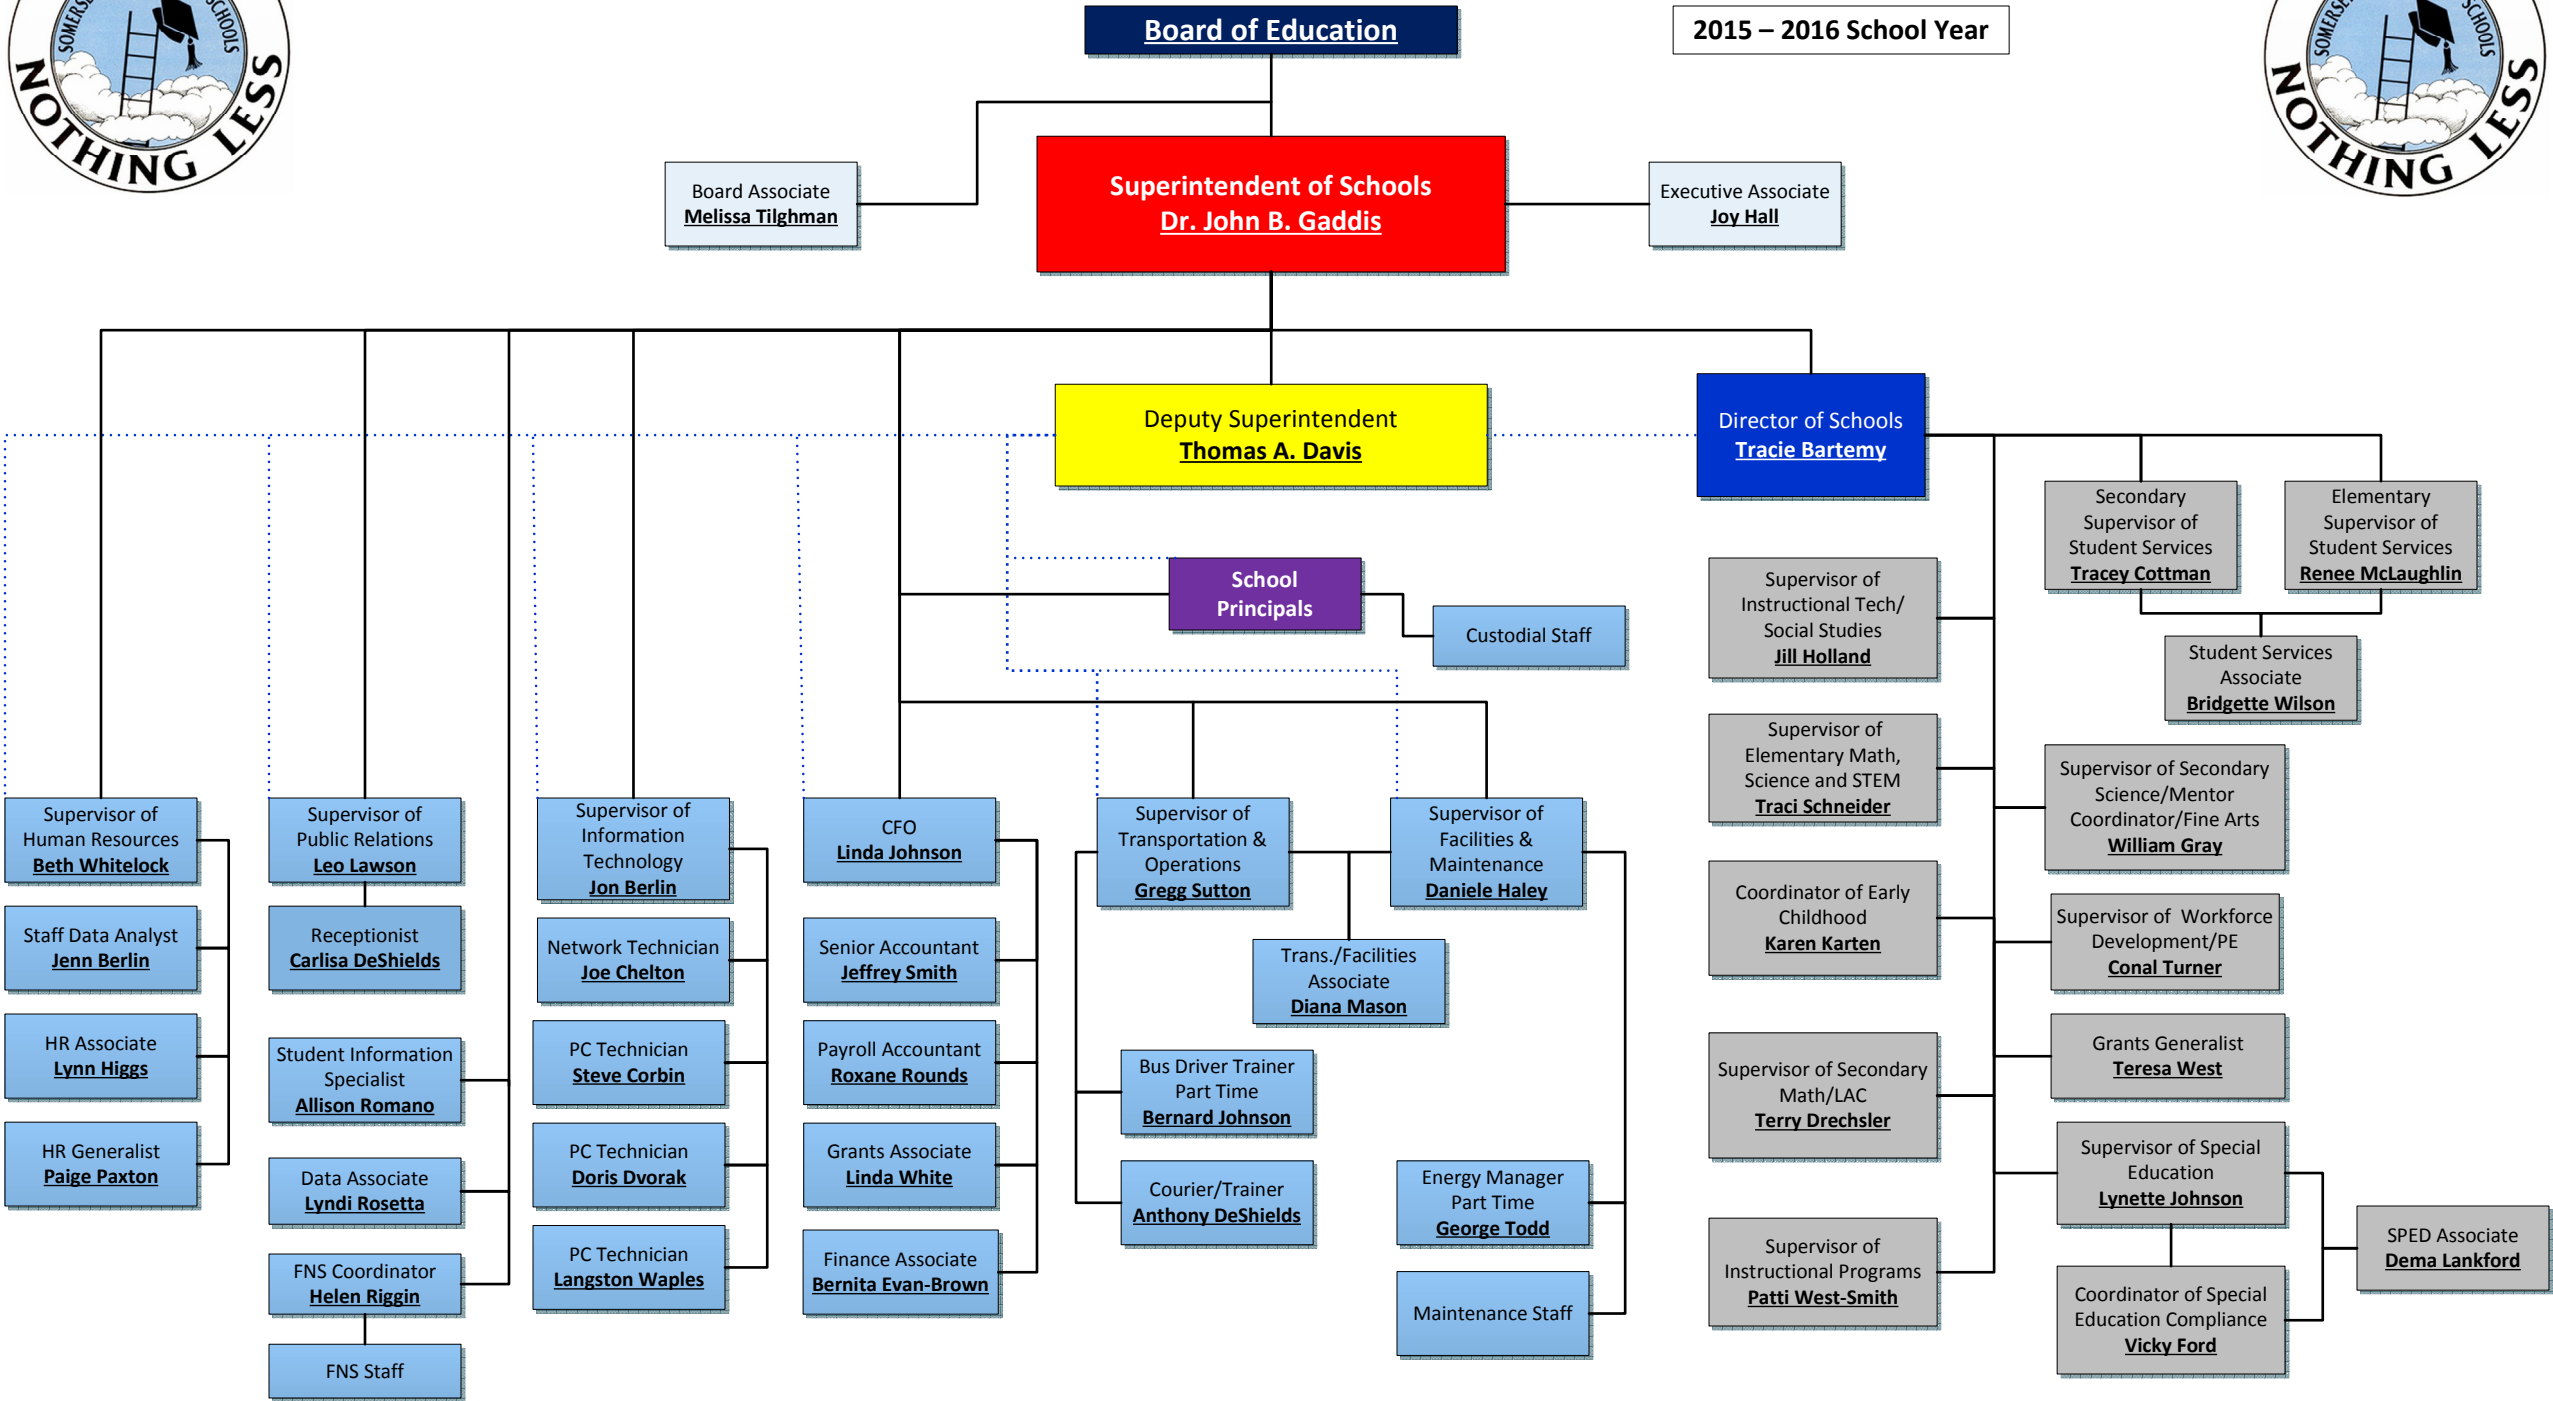 SOMERSE
SCHOOLS
NOTHING LESS
Board of Education
2015 – 2016 School Year
SOMERSE
SCHOOLS
NOTHING LESS
Board Associate
Melissa Tilghman
Superintendent of Schools
Dr. John B. Gaddis
Executive Associate
Joy Hall
Deputy Superintendent
Thomas A. Davis
Director of Schools
Tracie Bartemy
Secondary
Supervisor of
Student Services
Tracey Cottman
Elementary
Supervisor of
Student Services
Renee McLaughlin
School
Principals
Custodial Staff
Supervisor of
Instructional Tech/
Social Studies
Jill Holland
Student Services
Associate
Bridgette Wilson
Supervisor of
Elementary Math,
Science and STEM
Traci Schneider
Supervisor of Secondary
Science/Mentor
Coordinator/Fine Arts
William Gray
Supervisor of
Human Resources
Beth Whitelock
Supervisor of
Public Relations
Leo Lawson
Supervisor of
Information
Technology
Jon Berlin
CFO
Linda Johnson
Supervisor of
Transportation &
Operations
Gregg Sutton
Supervisor of
Facilities &
Maintenance
Daniele Haley
Coordinator of Early
Childhood
Karen Karten
Supervisor of Workforce
Development/PE
Conal Turner
Staff Data Analyst
Jenn Berlin
Receptionist
Carlisa DeShields
Network Technician
Joe Chelton
Senior Accountant
Jeffrey Smith
Trans./Facilities
Associate
Diana Mason
HR Associate
Lynn Higgs
Student Information
Specialist
Allison Romano
PC Technician
Steve Corbin
Payroll Accountant
Roxane Rounds
Bus Driver Trainer
Part Time
Bernard Johnson
Supervisor of Secondary
Math/LAC
Terry Drechsler
Grants Generalist
Teresa West
HR Generalist
Paige Paxton
Data Associate
Lyndi Rosetta
PC Technician
Doris Dvorak
Grants Associate
Linda White
Courier/Trainer
Anthony DeShields
Energy Manager
Part Time
George Todd
Supervisor of Special
Education
Lynette Johnson
SPED Associate
Dema Lankford
FNS Coordinator
Helen Riggin
PC Technician
Langston Waples
Finance Associate
Bernita Evan-Brown
Maintenance Staff
Supervisor of
Instructional Programs
Patti West-Smith
Coordinator of Special
Education Compliance
Vicky Ford
FNS Staff